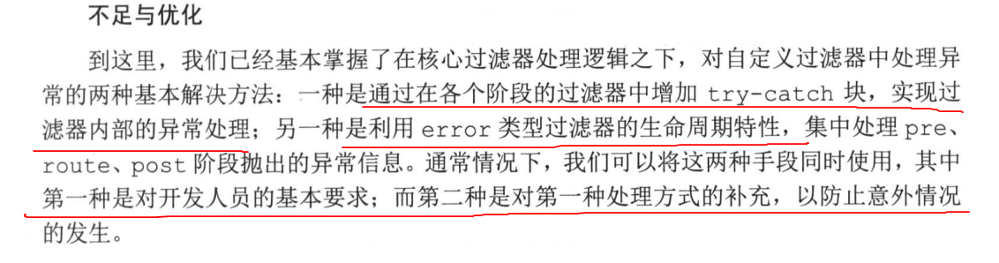 不足与优化
到这里，我们已经基本掌握了在核心过滤器处理逻辑之下，对自定义过滤器中处理异
常的两种基本解决方法：一种是通过在各个阶段的过滤器中增加 try-catch 块，实现过
滤器内部的异常处理；另一种是利用 error 类型过滤器的生命周期特性，集中处理 pre、
route、post 阶段抛出的异常信息。通常情况下，我们可以将这两种手段同时使用，其中
第一种是对开发人员的基本要求；而第二种是对第一种处理方式的补充，以防止意外情况
的发生。